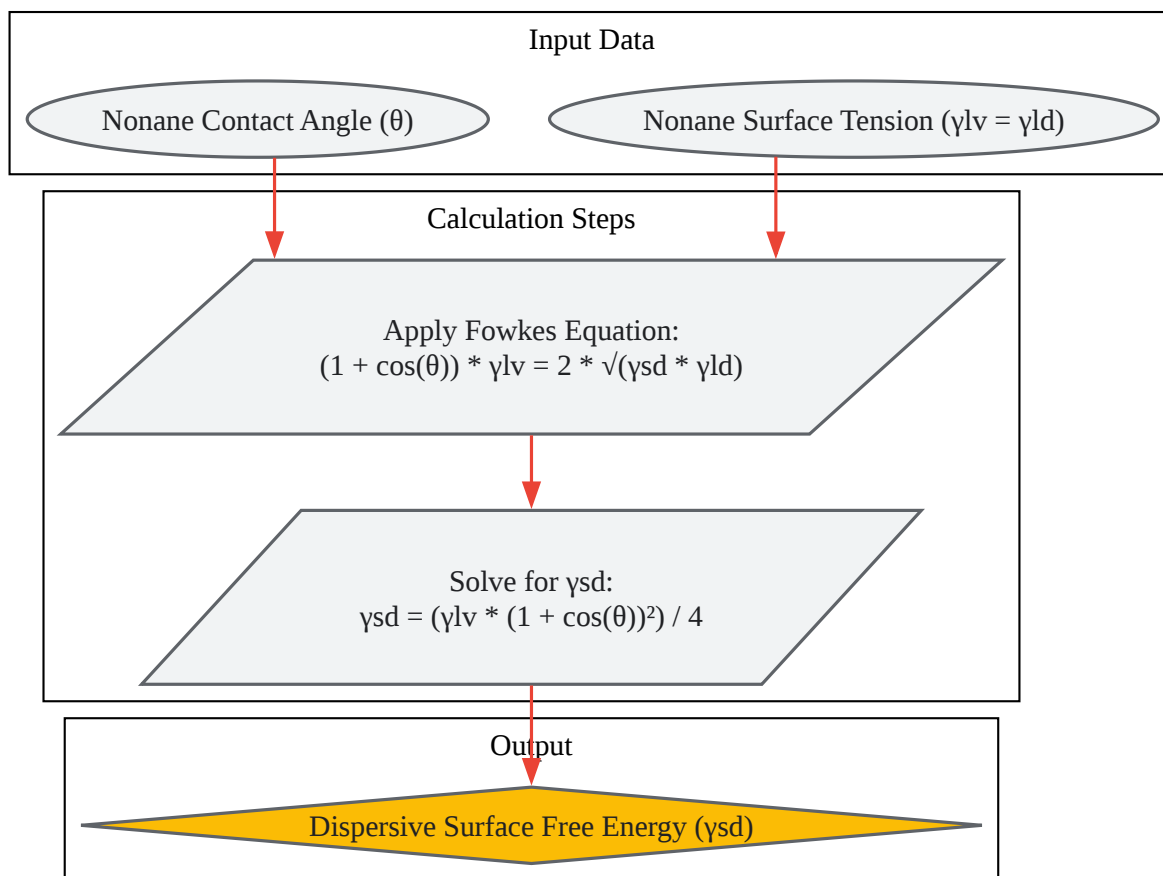 Input Data
Nonane Contact Angle (θ)
Nonane Surface Tension (γlv = γld)
Calculation Steps
Apply Fowkes Equation:
(1 + cos(θ)) * γlv = 2 * √(γsd * γld)
Solve for γsd:
γsd = (γlv * (1 + cos(θ))²) / 4
Output
Dispersive Surface Free Energy (γsd)